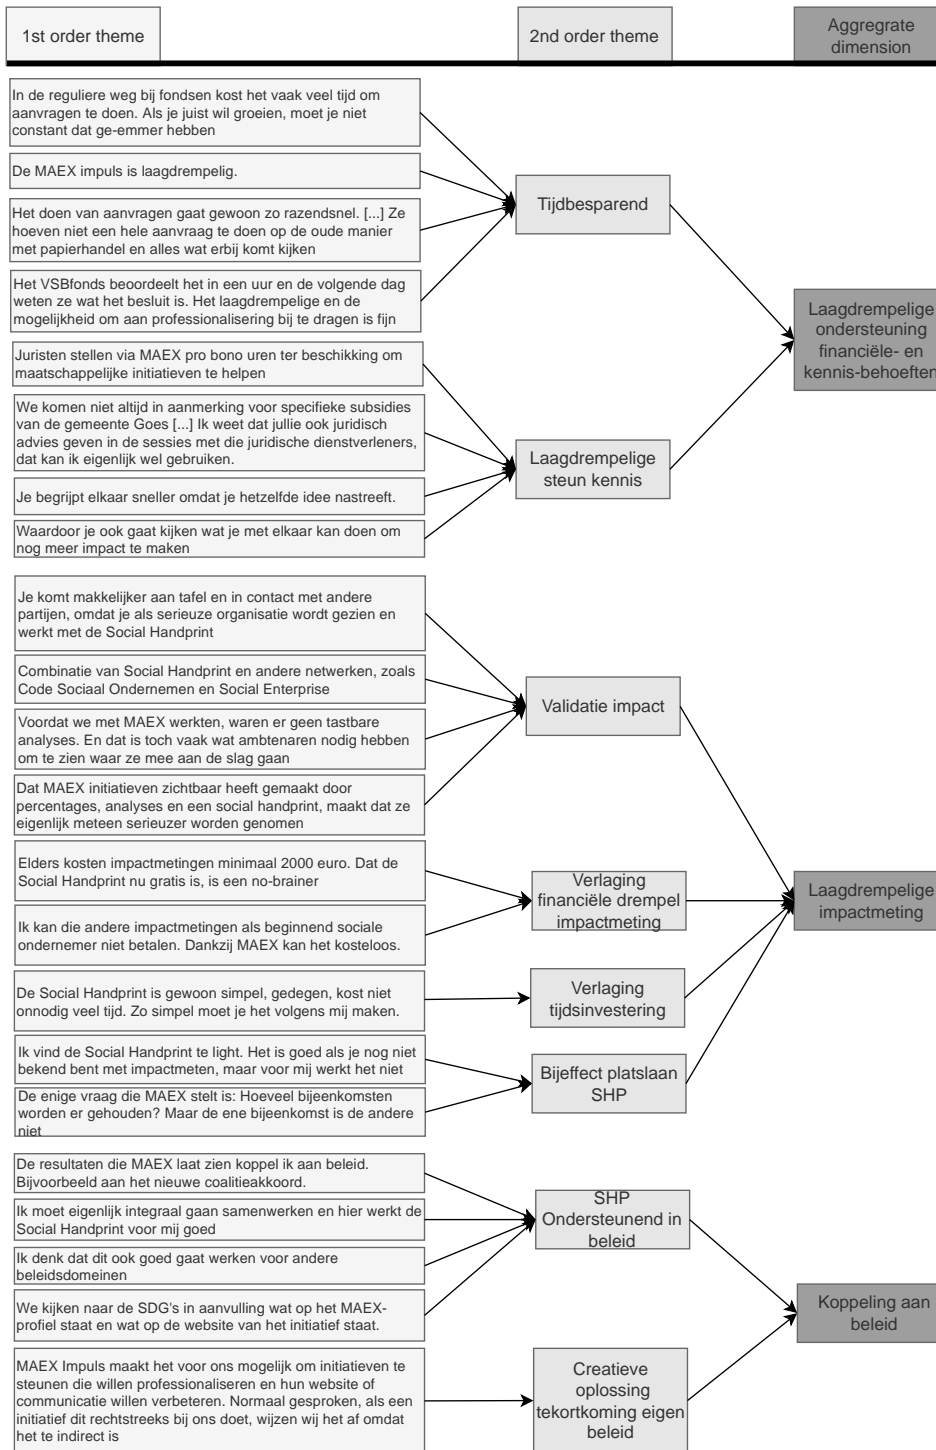 1st order theme
2nd order theme
Aggregrate
dimension
In de reguliere weg bij fondsen kost het vaak veel tijd om
aanvragen te doen. Als je juist wil groeien, moet je niet
constant dat ge-emmer hebben
De MAEX impuls is laagdrempelig.
Het doen van aanvragen gaat gewoon zo razendsnel. [...] Ze
hoeven niet een hele aanvraag te doen op de oude manier
met papierhandel en alles wat erbij komt kijken
Het VSBfonds beoordeelt het in een uur en de volgende dag
weten ze wat het besluit is. Het laagdrempelige en de
mogelijkheid om aan professionalisering bij te dragen is fijn
Tijdbesparend
Juristen stellen via MAEX pro bono uren ter beschikking om
maatschappelijke initiatieven te helpen
We komen niet altijd in aanmerking voor specifieke subsidies
van de gemeente Goes [...] Ik weet dat jullie ook juridisch
advies geven in de sessies met die juridische dienstverleners,
dat kan ik eigenlijk wel gebruiken.
Je begrijpt elkaar sneller omdat je hetzelfde idee nastreeft.
Waardoor je ook gaat kijken wat je met elkaar kan doen om
nog meer impact te maken
Laagdrempelige
steun kennis
Laagdrempelige
ondersteuning
financiële- en
kennis-behoeften
Je komt makkelijker aan tafel en in contact met andere
partijen, omdat je als serieuze organisatie wordt gezien en
werkt met de Social Handprint
Combinatie van Social Handprint en andere netwerken, zoals
Code Sociaal Ondernemen en Social Enterprise
Voordat we met MAEX werkten, waren er geen tastbare
analyses. En dat is toch vaak wat ambtenaren nodig hebben
om te zien waar ze mee aan de slag gaan
Dat MAEX initiatieven zichtbaar heeft gemaakt door
percentages, analyses en een social handprint, maakt dat ze
eigenlijk meteen serieuzer worden genomen
Validatie impact
Elders kosten impactmetingen minimaal 2000 euro. Dat de
Social Handprint nu gratis is, is een no-brainer
Ik kan die andere impactmetingen als beginnend sociale
ondernemer niet betalen. Dankzij MAEX kan het kosteloos.
Verlaging
financiële drempel
impactmeting
De Social Handprint is gewoon simpel, gedegen, kost niet
onnodig veel tijd. Zo simpel moet je het volgens mij maken.
Verlaging
tijdsinvestering
Ik vind de Social Handprint te light. Het is goed als je nog niet
bekend bent met impactmeten, maar voor mij werkt het niet
De enige vraag die MAEX stelt is: Hoeveel bijeenkomsten
worden er gehouden? Maar de ene bijeenkomst is de andere
niet
Bijeffect platslaan
SHP
Laagdrempelige
impactmeting
De resultaten die MAEX laat zien koppel ik aan beleid.
Bijvoorbeeld aan het nieuwe coalitieakkoord.
Ik moet eigenlijk integraal gaan samenwerken en hier werkt de
Social Handprint voor mij goed
Ik denk dat dit ook goed gaat werken voor andere
beleidsdomeinen
We kijken naar de SDG's in aanvulling wat op het MAEX-
profiel staat en wat op de website van het initiatief staat.
SHP
Ondersteunend in
beleid
MAEX Impuls maakt het voor ons mogelijk om initiatieven te
steunen die willen professionaliseren en hun website of
communicatie willen verbeteren. Normaal gesproken, als een
initiatief dit rechtstreeks bij ons doet, wijzen wij het af omdat
het te indirect is
Creatieve
oplossing
tekortkoming eigen
beleid
Koppeling aan
beleid